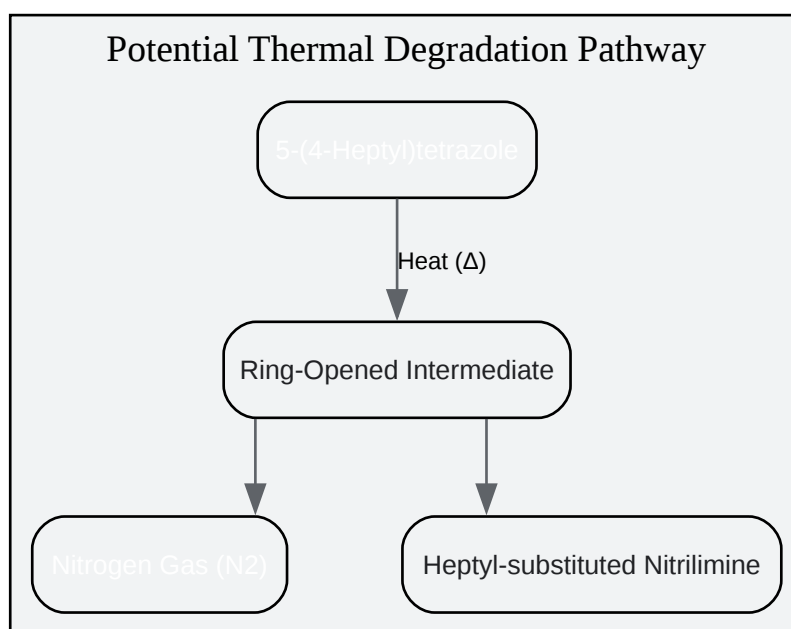 Potential Thermal Degradation Pathway
5-(4-Heptyl)tetrazole
Heat (Δ)
Ring-Opened Intermediate
Nitrogen Gas (N2)
Heptyl-substituted Nitrilimine